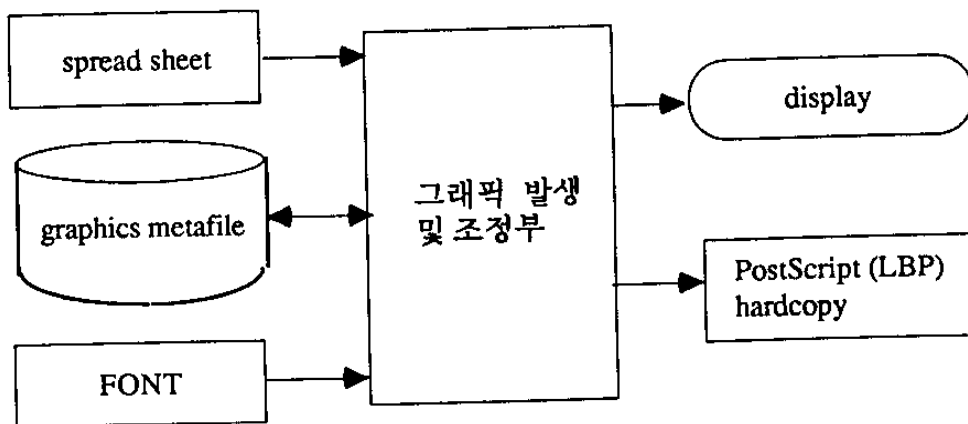 spread sheet
graphics metafile
FONT
그래픽 발생
및 조정부
display
PostScript (LBP)
hardcopy